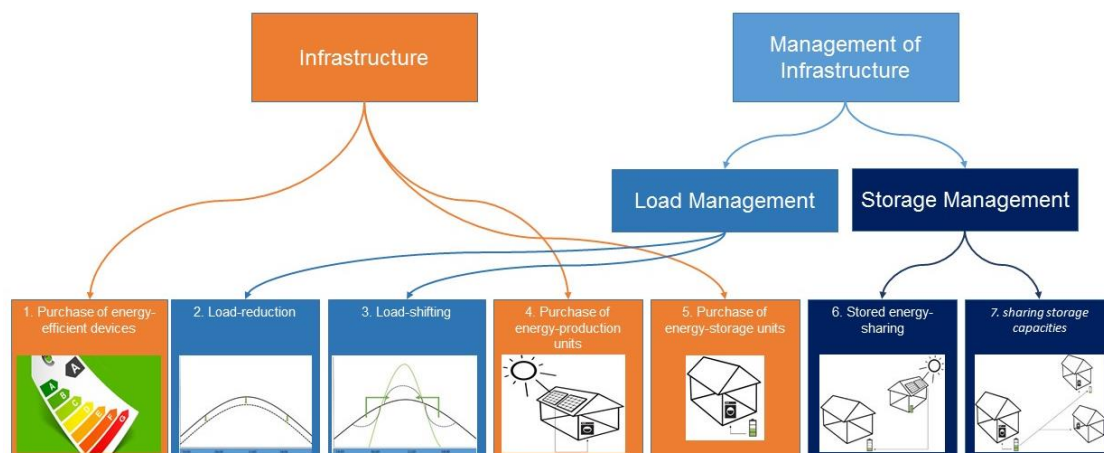 Infrastructure
Management of
Infrastructure
Load Management
Storage Management
1. Purchase of energy-
efficient devices
2. Load-reduction
3. Load-shifting
4. Purchase of
energy-production
units
5. Purchase of
energy-storage units
6. Stored energy-
sharing
7. sharing storage
capacities
A
A
B
C
D
E
F
G